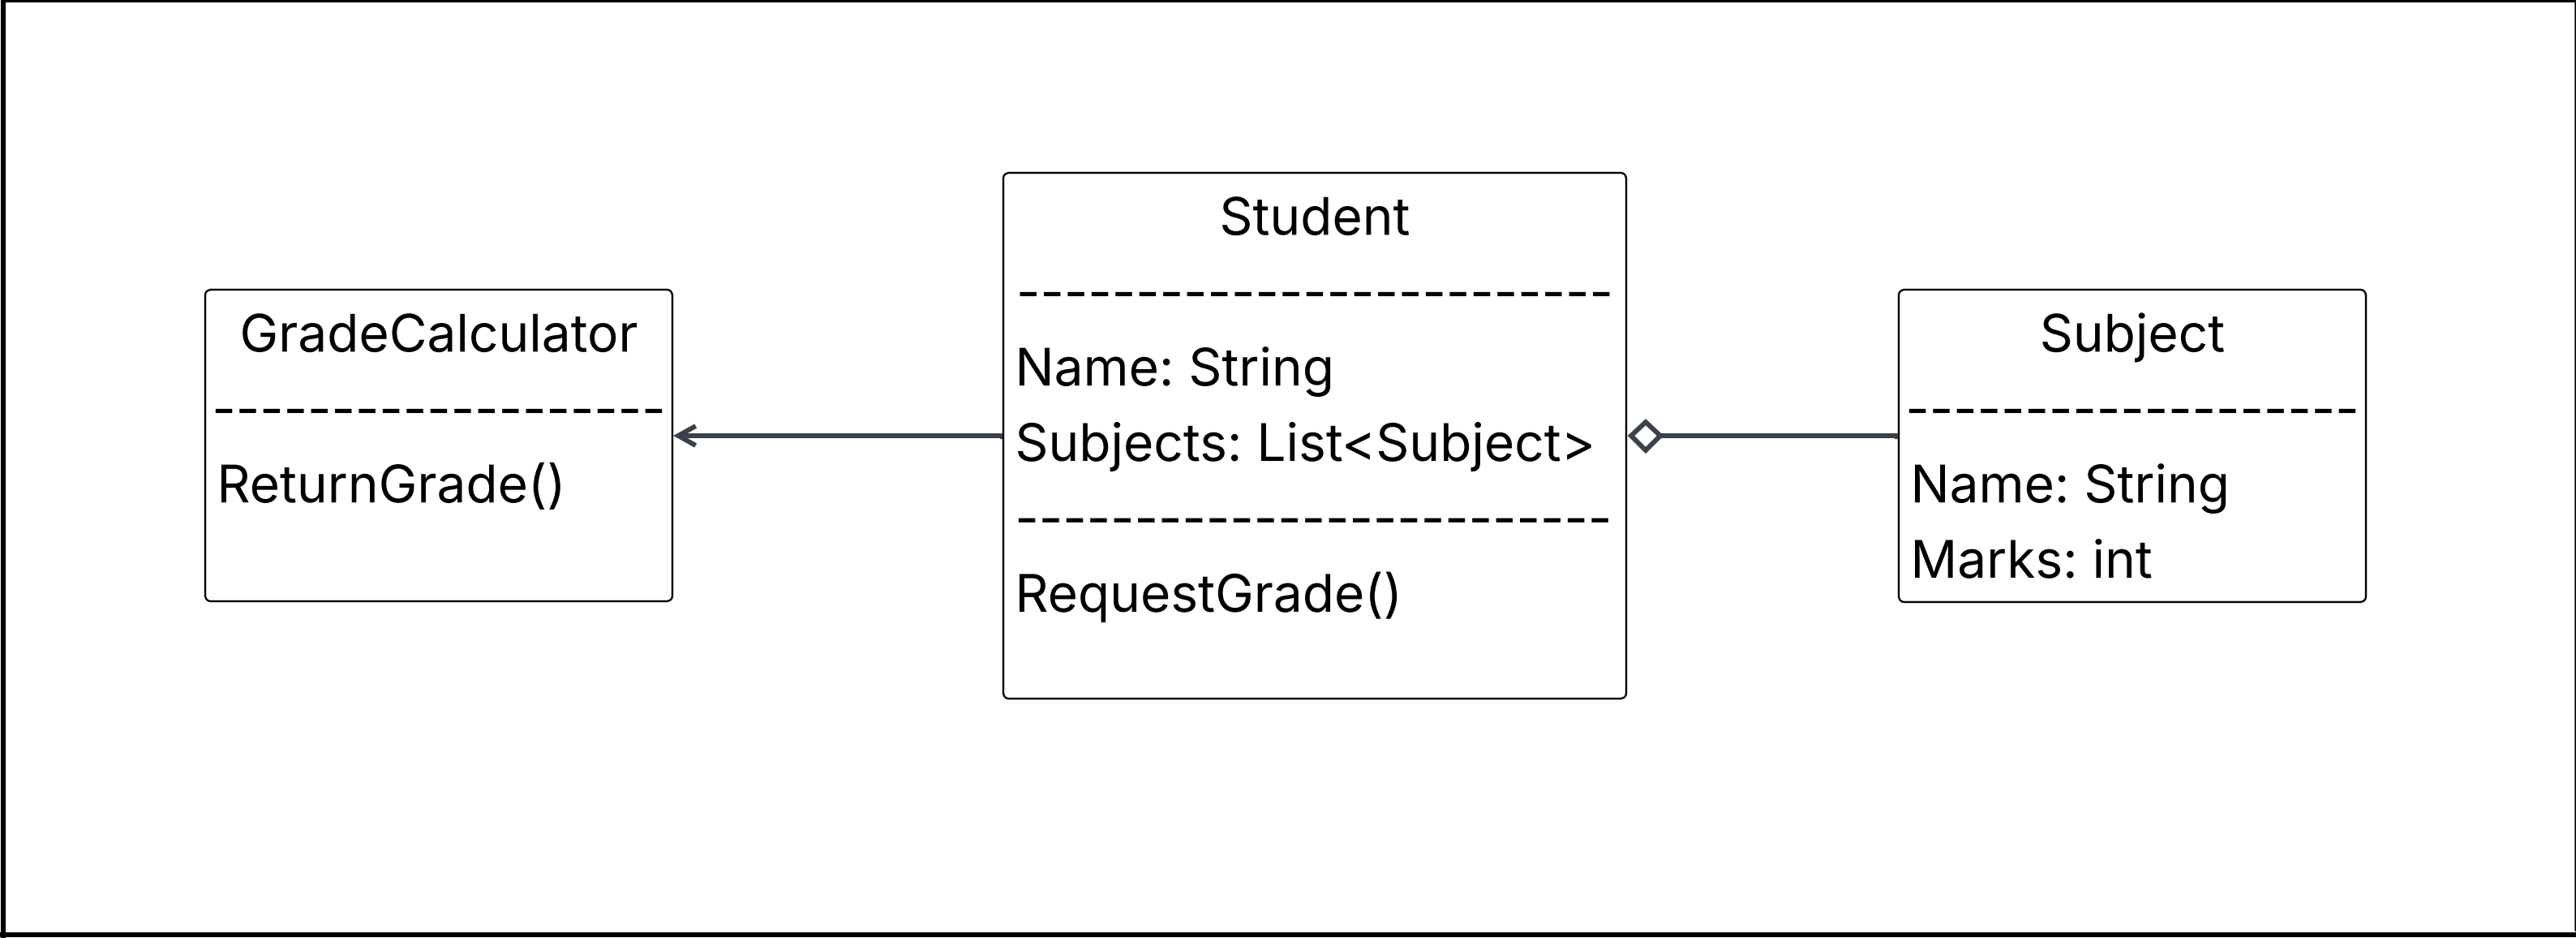 GradeCalculator
ReturnGrade()
Student
Name: String
Subjects: List<Subject>
RequestGrade()
Subject
Name: String
Marks: int